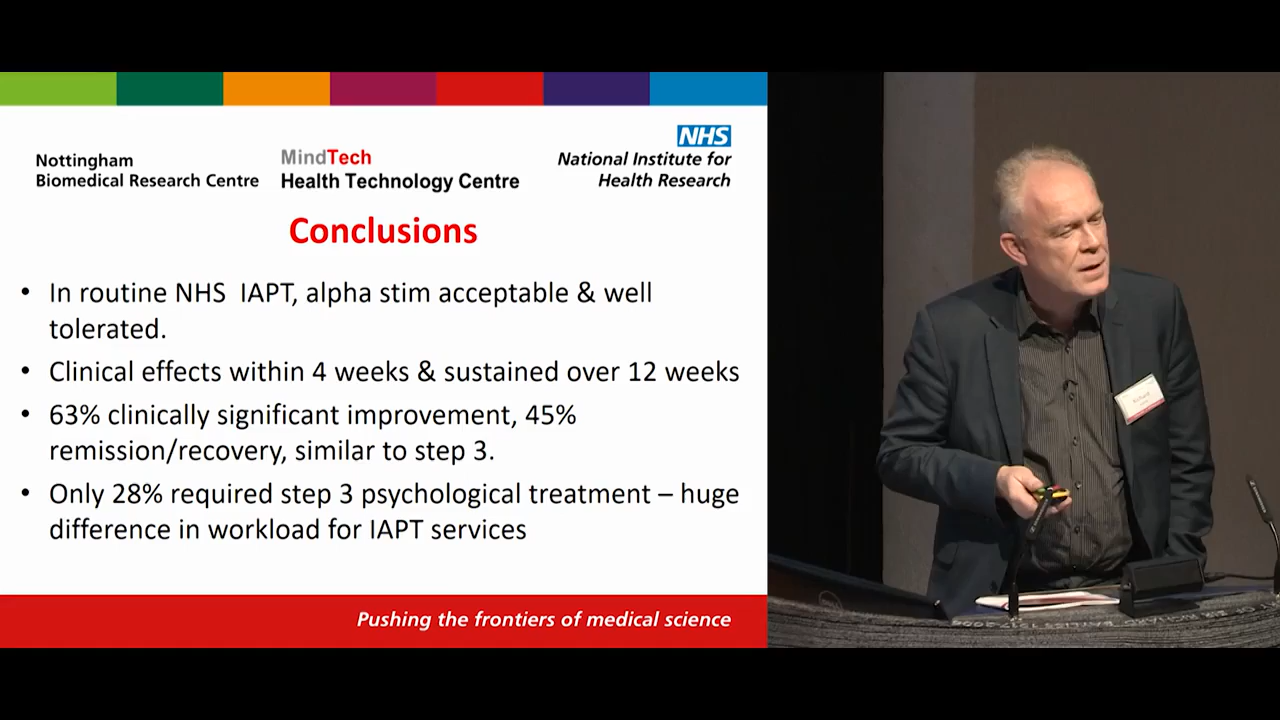 NHS
Nottingham
Biomedical Research Centre
MindTech
Health Technology Centre
National Institute for
Health Research
Conclusions
• In routine NHS IAPT, alpha stim acceptable & well
tolerated.
• Clinical effects within 4 weeks & sustained over 12 weeks
• 63% clinically significant improvement, 45%
remission/recovery, similar to step 3.
• Only 28% required step 3 psychological treatment – huge
difference in workload for IAPT services
Pushing the frontiers of medical science
Richard